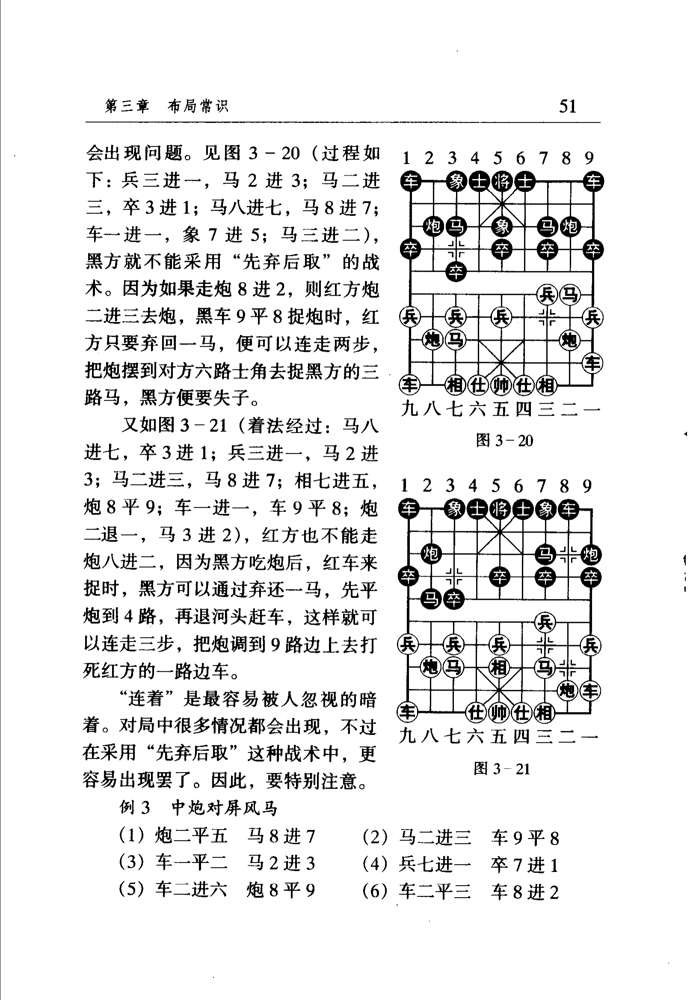 第三章　布局常识　51
会出现问题。见图 3－20（过程如
下：兵三进一，马 2 进 3；马二进
三，卒 3 进 1；马八进七，马 8 进 7；
车一进一，象 7 进 5；马三进二），
黑方就不能采用“先弃后取”的战
术。因为如果走炮 8 进 2，则红方炮
二进三去炮，黑车 9 平 8 捉炮时，红
方只要弃回一马，便可以连走两步，
把炮摆到对方六路士角去捉黑方的三
路马，黑方便要失子。
又如图 3－21（着法经过：马八
进七，卒 3 进 1；兵三进一，马 2 进
3；马二进三，马 8 进 7；相七进五，
炮 8 平 9；车一进一，车 9 平 8；炮
二退一，马 3 进 2），红方也不能走
炮八进二，因为黑方吃炮后，红车来
捉时，黑方可以通过弃还一马，先平
炮到 4 路，再退河头赶车，这样就可
以连走三步，把炮调到 9 路边上去打
死红方的一路边车。
“连着”是最容易被人忽视的暗
着。对局中很多情况都会出现，不过
在采用“先弃后取”这种战术中，更
容易出现罢了。因此，要特别注意。
1 2 3 4 5 6 7 8 9
车 象 士 将 士 车
炮 马 象 马 炮
卒 卒 卒 卒
卒
兵 马
兵 兵 兵 兵
炮 马 炮
车
车 相 仕 帅 仕 相
九 八 七 六 五 四 三 二 一
图 3－20
1 2 3 4 5 6 7 8 9
车 象 士 将 士 象 车
炮 马 炮
卒 卒 卒 卒
马 卒
兵
兵 兵 兵 兵
炮 马 相 马
炮 车
车 仕 帅 仕 相
九 八 七 六 五 四 三 二 一
图 3－21
例 3　中炮对屏风马
（1）炮二平五　马 8 进 7　（2）马二进三　车 9 平 8
（3）车一平二　马 2 进 3　（4）兵七进一　卒 7 进 1
（5）车二进六　炮 8 平 9　（6）车二平三　车 8 进 2